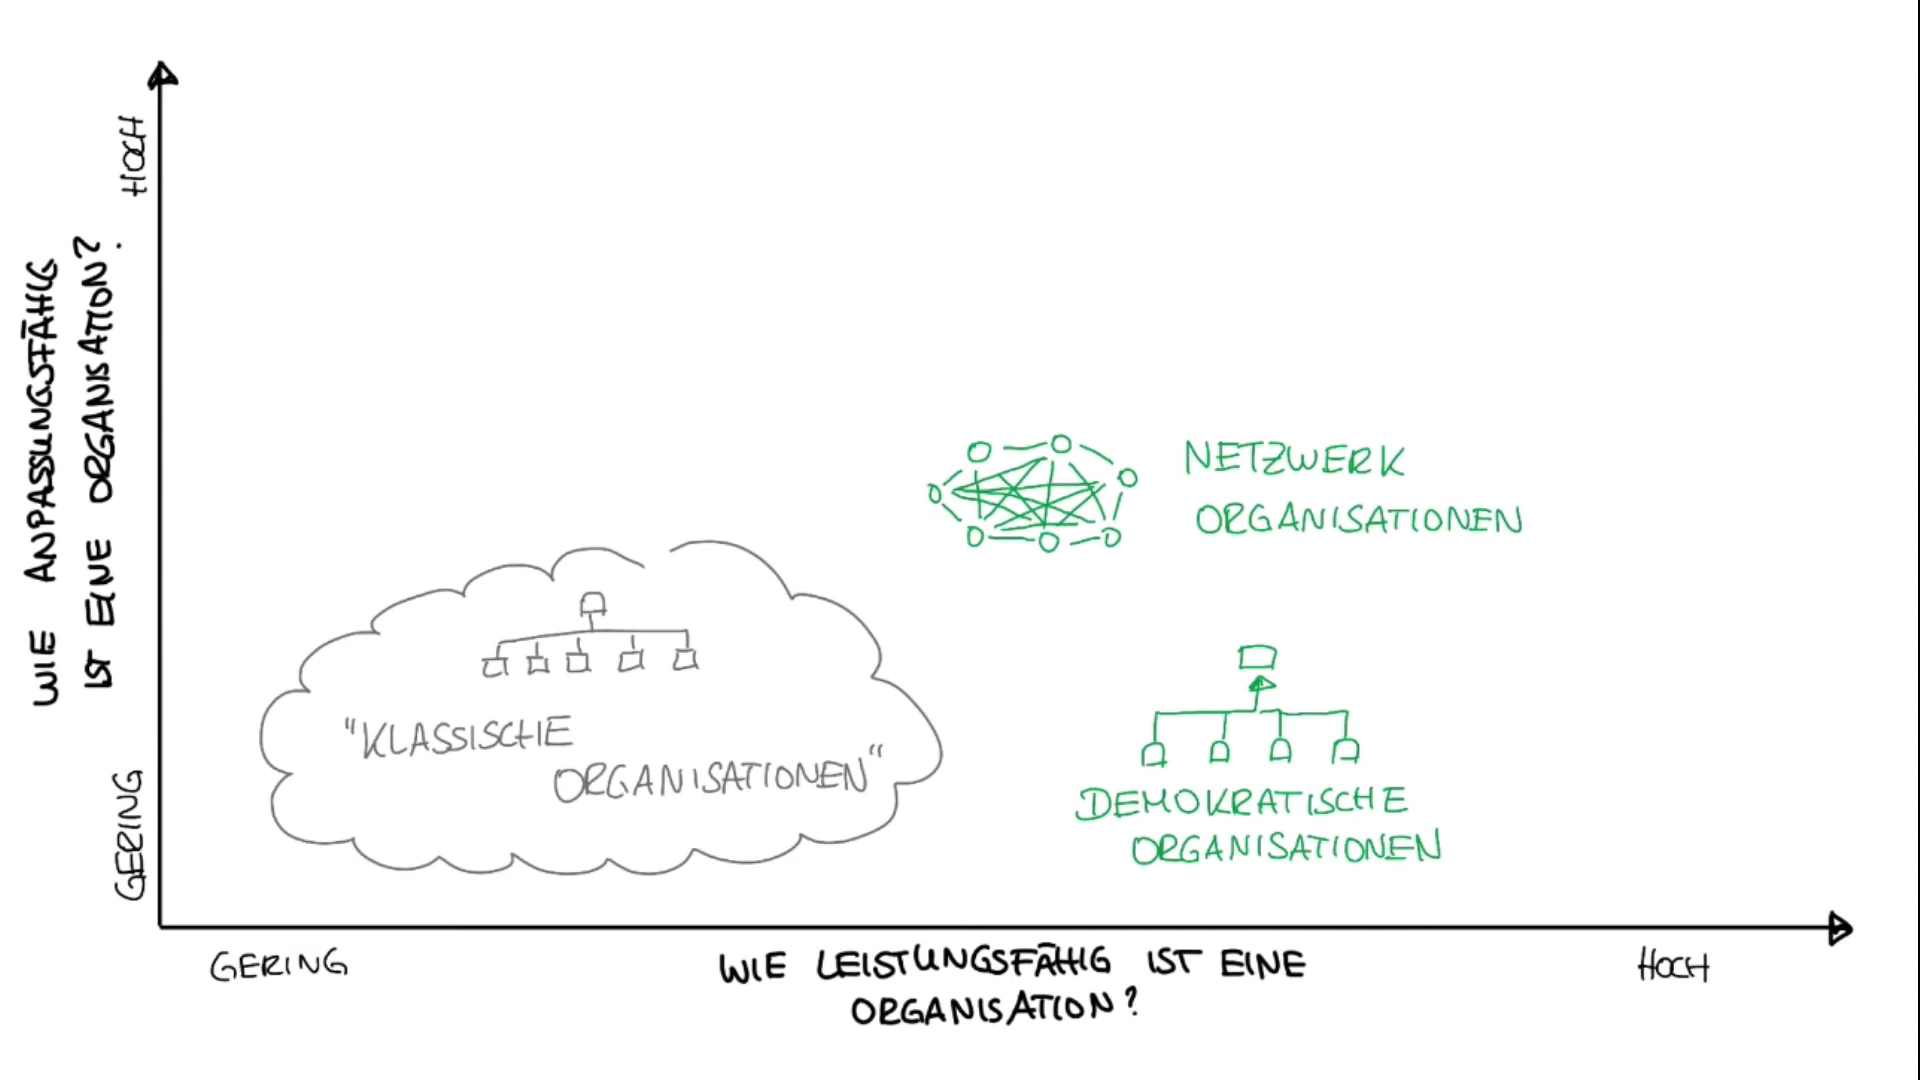 HOCH
WIE ANPASSUNGSFÄHIG
IST EINE ORGANISATION?
GERING
NETZWERK
ORGANISATIONEN
"KLASSISCHE
ORGANISATIONEN"
DEMOKRATISCHE
ORGANISATIONEN
GERING
WIE LEISTUNGSFÄHIG IST EINE
ORGANISATION?
HOCH